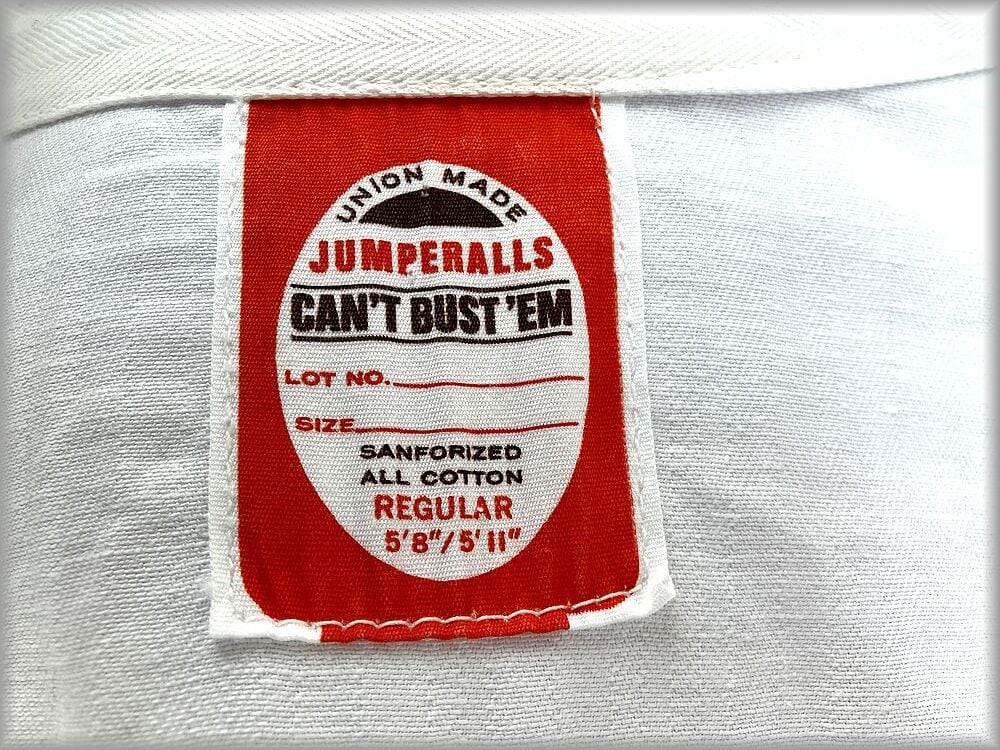 UNION MADE
JUMPERALLS
CAN'T BUST 'EM
LOT NO.
SIZE
SANFORIZED
ALL COTTON
REGULAR
5'8"/5'11"